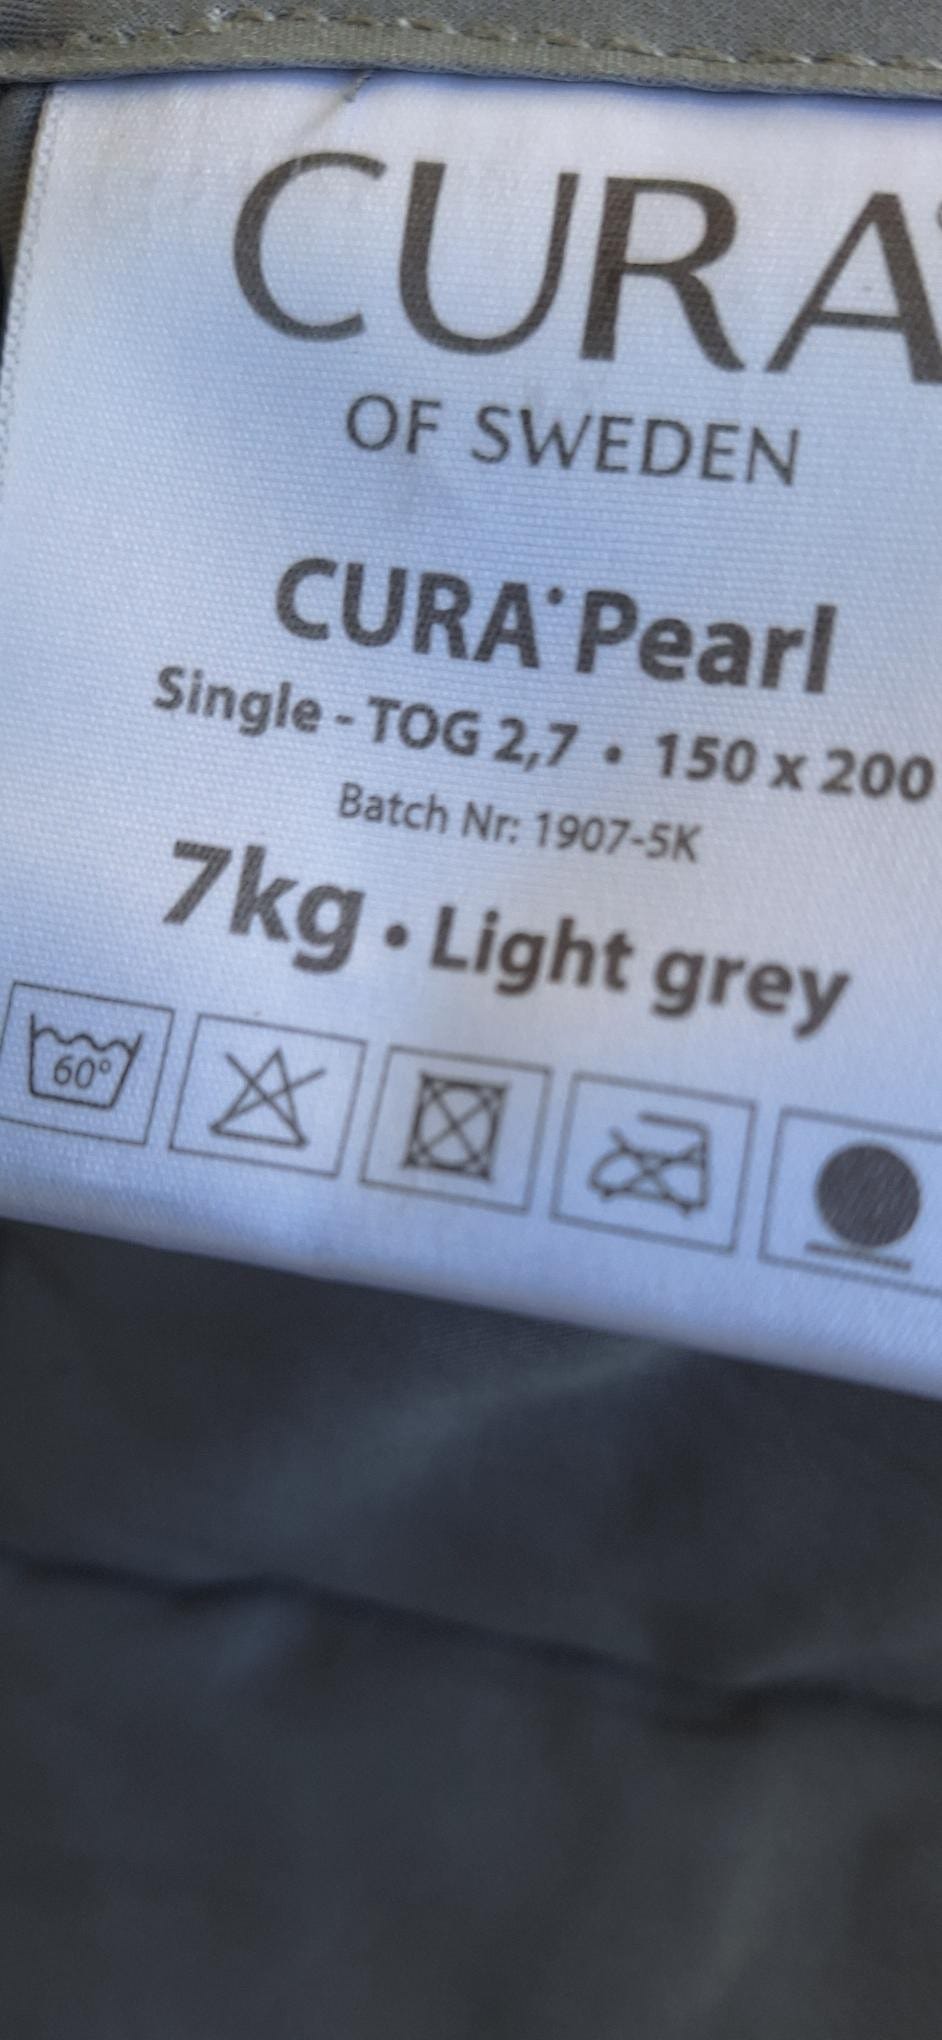 CURA
OF SWEDEN
CURA® Pearl
Single - TOG 2,7 • 150 x 200
Batch Nr: 1907-5K
7kg • Light grey
60°